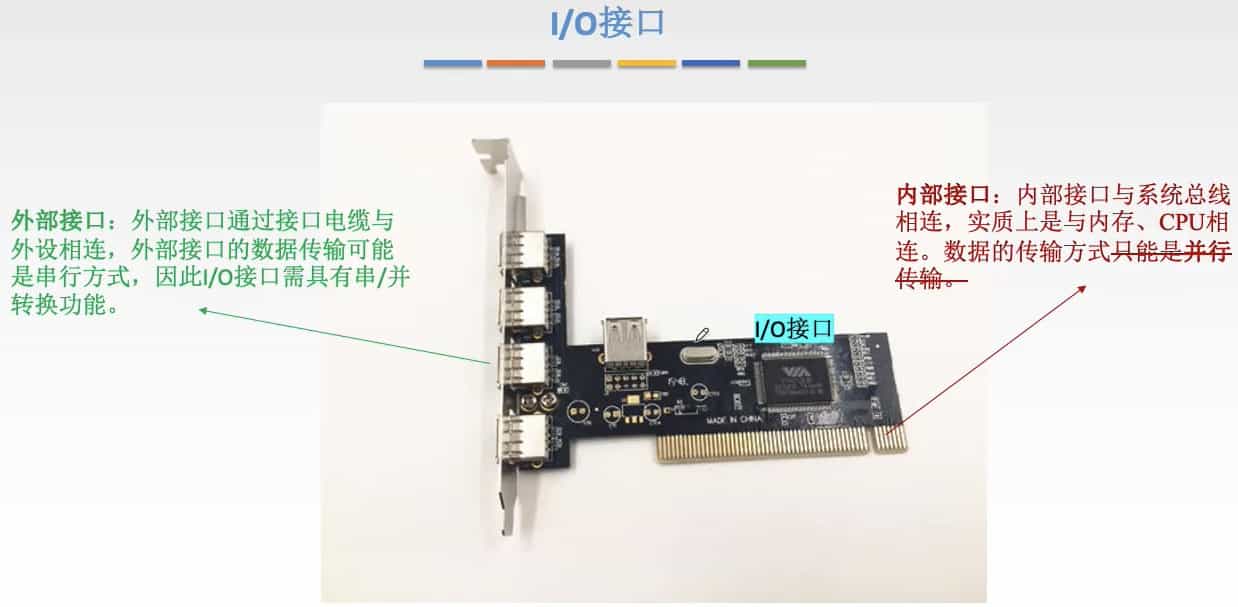 I/O接口
外部接口：外部接口通过接口电缆与
外设相连，外部接口的数据传输可能
是串行方式，因此I/O接口需具有串/并
转换功能。
内部接口：内部接口与系统总线
相连，实质上是与内存、CPU相
连。数据的传输方式只能是并行
传输。
I/O接口
VIA
MADE IN CHINA